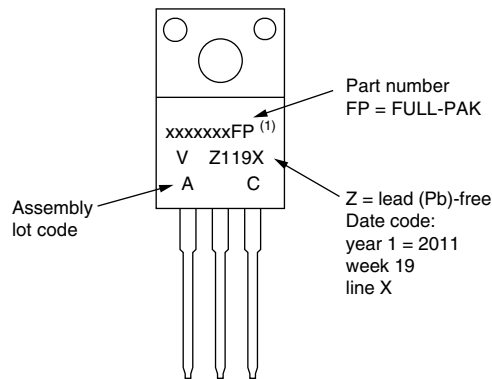 Part number
FP = FULL-PAK
xxxxxxxFP (1)
V Z119X
A C
Assembly
lot code
Z = lead (Pb)-free
Date code:
year 1 = 2011
week 19
line X